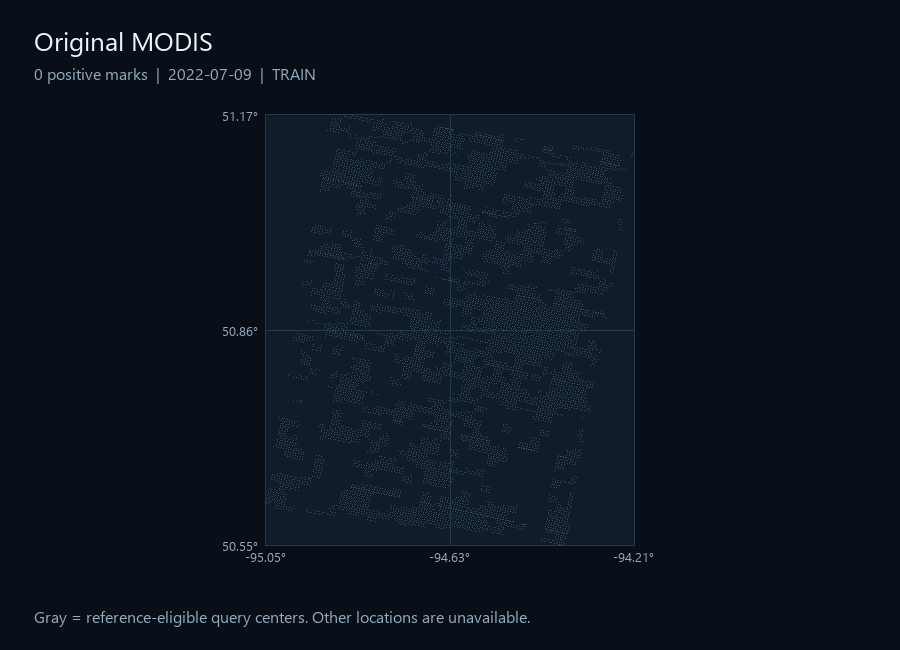 Original MODIS
0 positive marks | 2022-07-09 | TRAIN
51.17°
50.86°
50.55°
-95.05°
-94.63°
-94.21°
Gray = reference-eligible query centers. Other locations are unavailable.